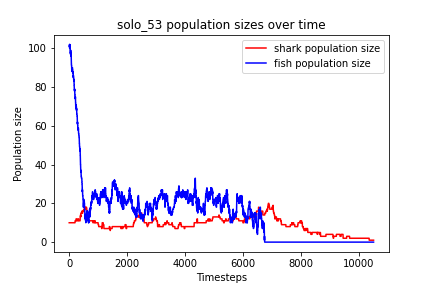 solo_53 population sizes over time
shark population size
fish population size
Population size
100
80
60
40
20
0
0
2000
4000
6000
8000
10000
Timesteps